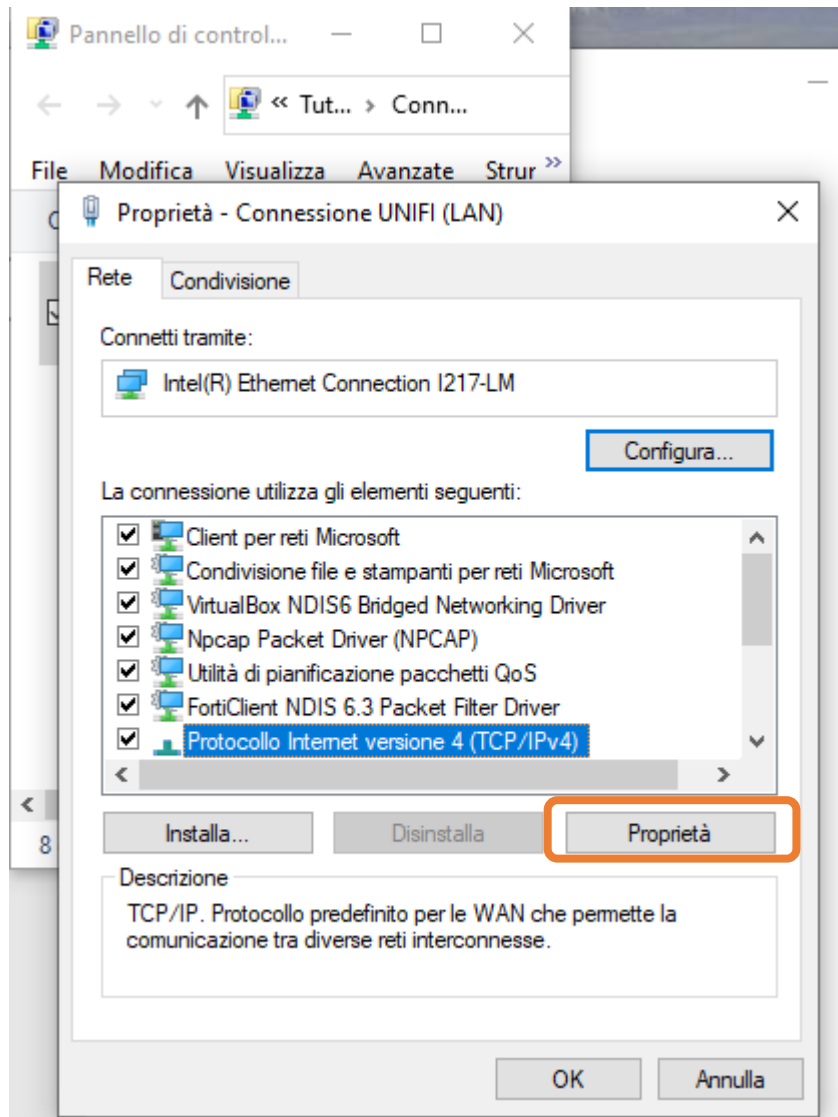 Pannello di control...
« Tut... › Conn...
File Modifica Visualizza Avanzate Strur »
Proprietà - Connessione UNIFI (LAN)
Rete Condivisione
Connetti tramite:
Intel(R) Ethernet Connection I217-LM
Configura...
La connessione utilizza gli elementi seguenti:
Client per reti Microsoft
Condivisione file e stampanti per reti Microsoft
VirtualBox NDIS6 Bridged Networking Driver
Npcap Packet Driver (NPCAP)
Utilità di pianificazione pacchetti QoS
FortiClient NDIS 6.3 Packet Filter Driver
Protocollo Internet versione 4 (TCP/IPv4)
8
Installa... Disinstalla Proprietà
Descrizione
TCP/IP. Protocollo predefinito per le WAN che permette la
comunicazione tra diverse reti interconnesse.
OK Annulla